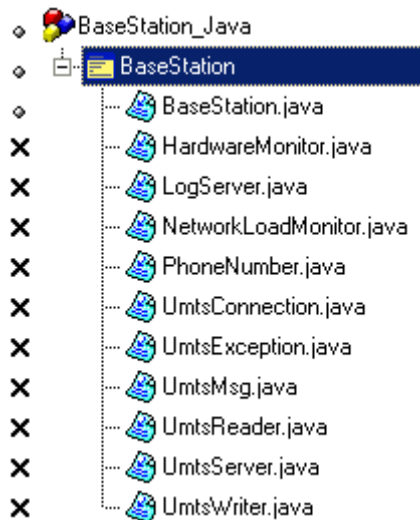 BaseStation_Java
BaseStation
BaseStation.java
HardwareMonitor.java
LogServer.java
NetworkLoadMonitor.java
PhoneNumber.java
UmtsConnection.java
UmtsException.java
UmtsMsg.java
UmtsReader.java
UmtsServer.java
UmtsWriter.java